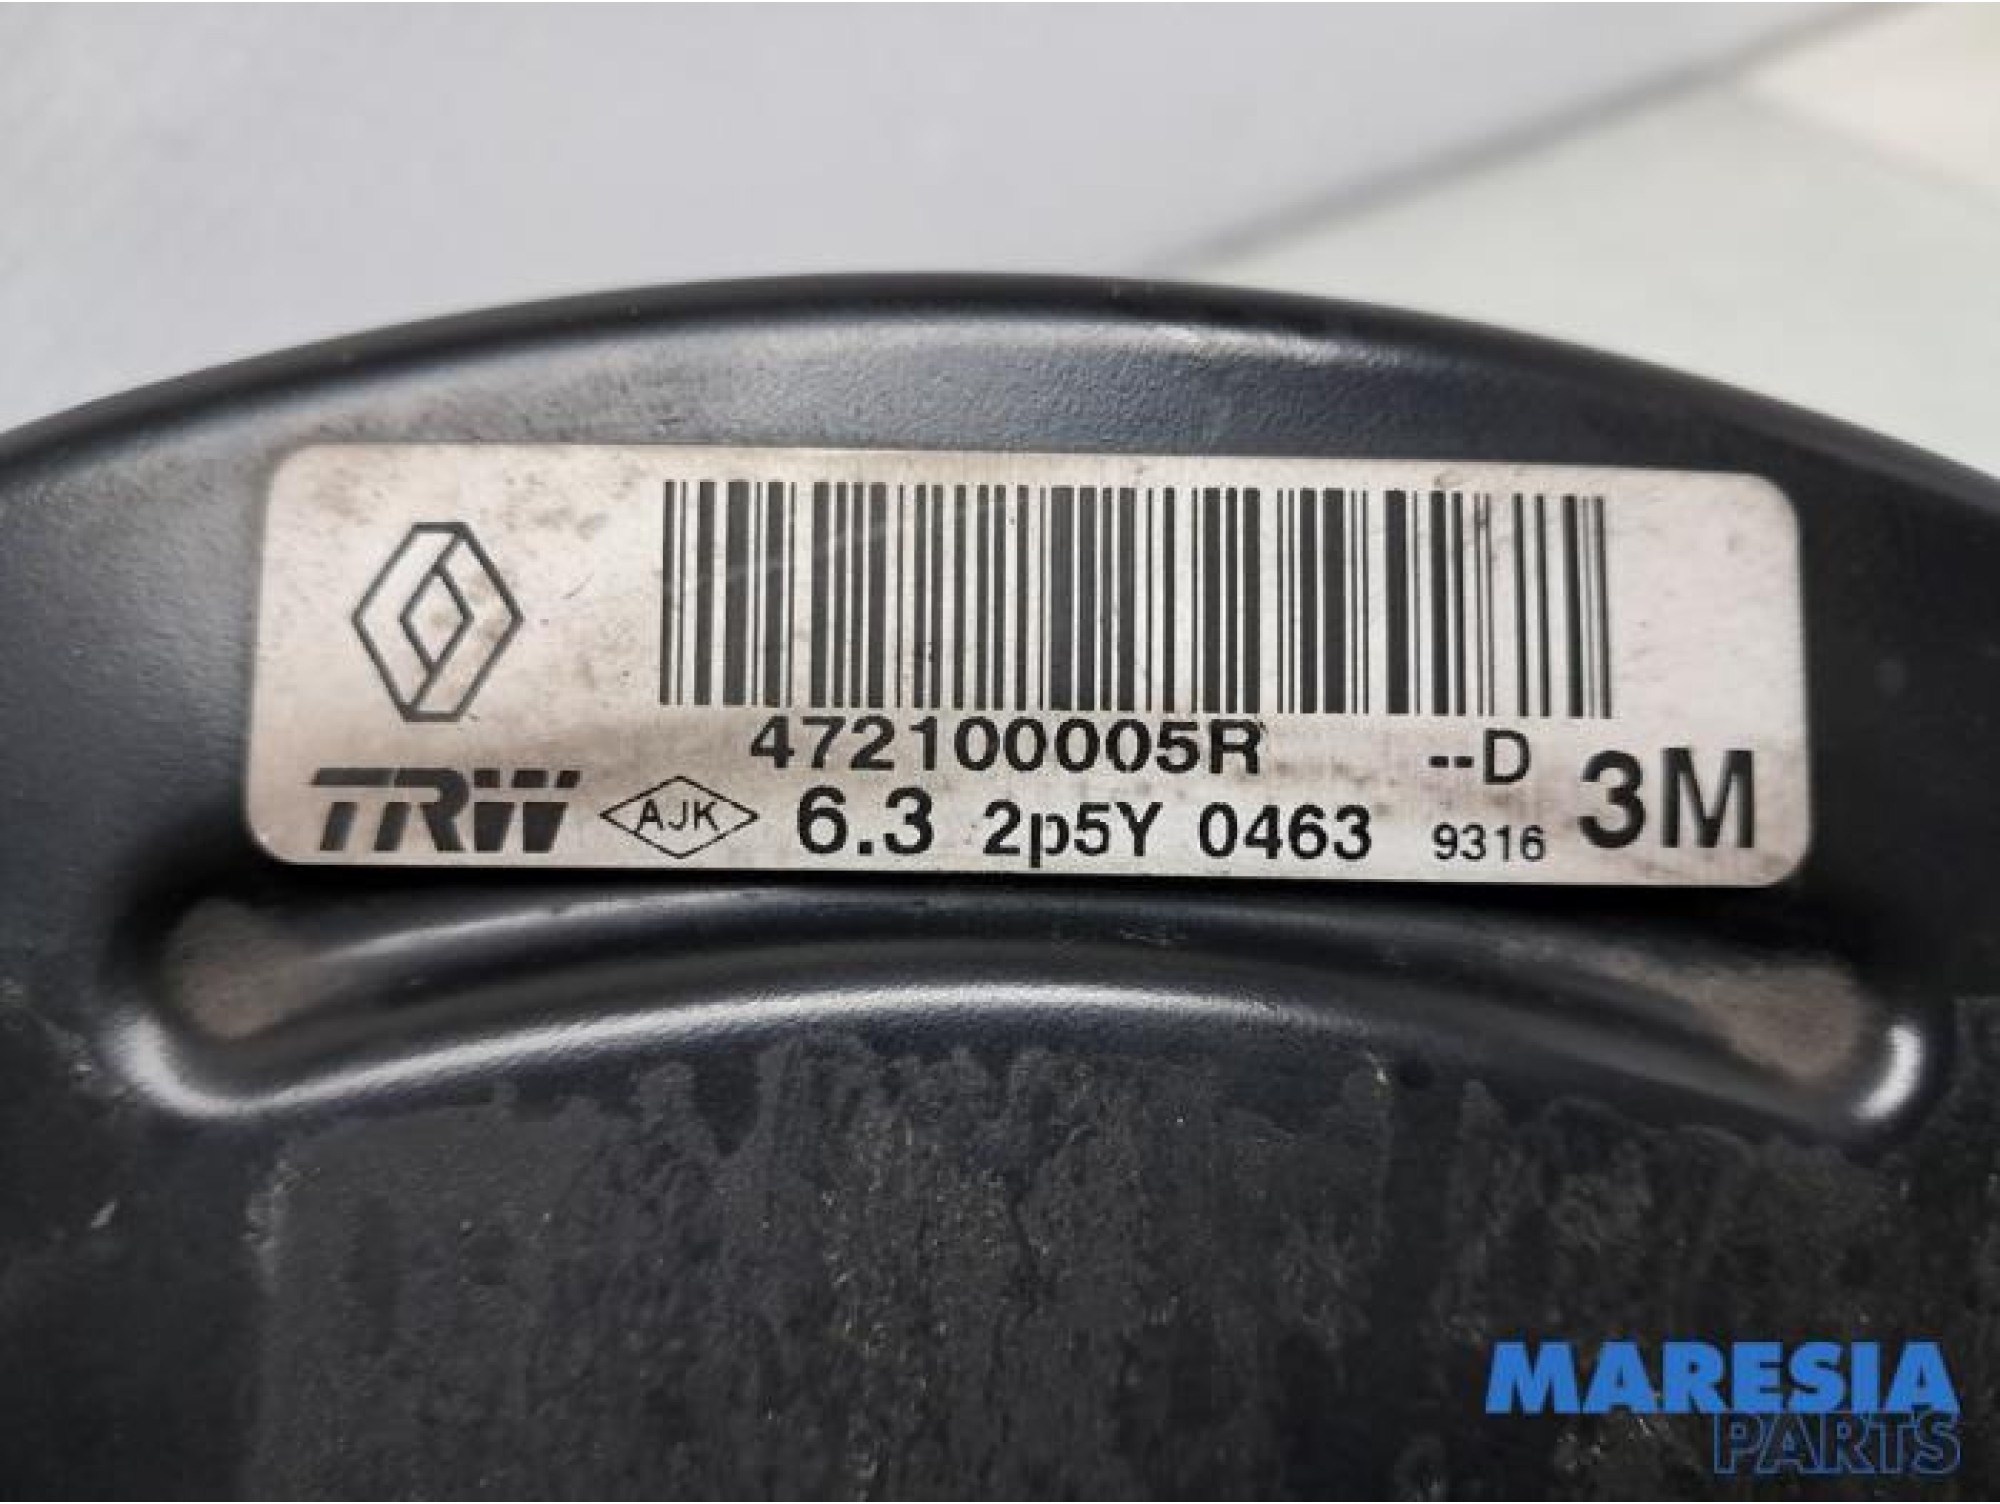 472100005R --D
TRW AJK 6.3 2p5Y 0463 9316 3M
MARESIA
PARTS